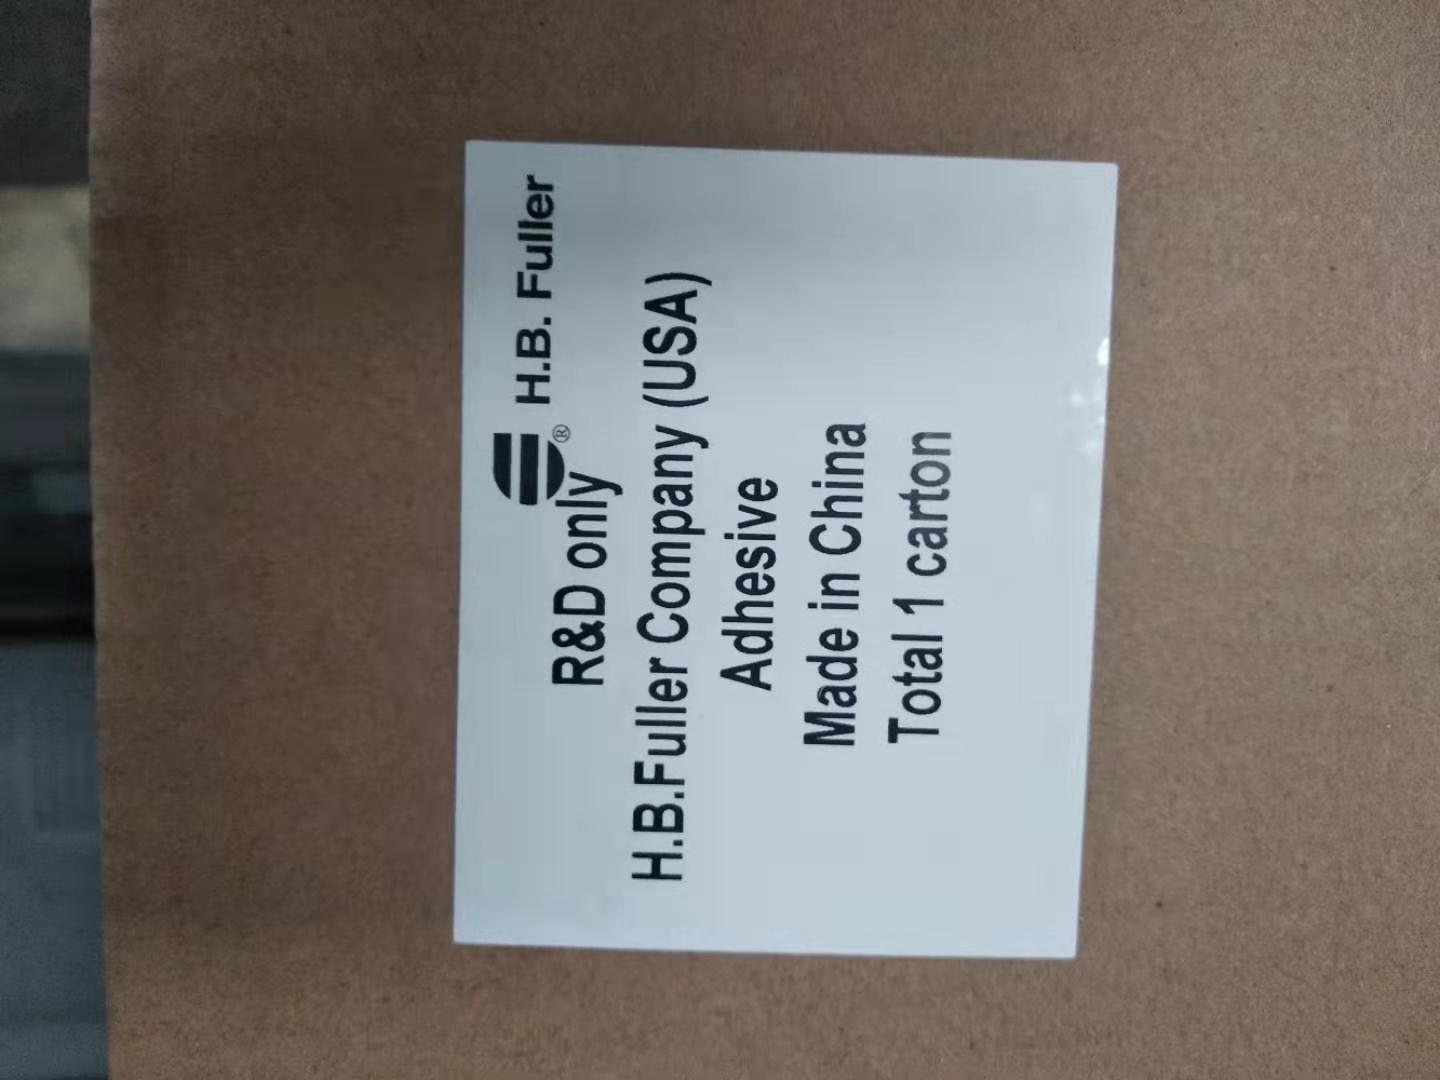 ® H.B. Fuller
R&D only
H.B.Fuller Company (USA)
Adhesive
Made in China
Total 1 carton